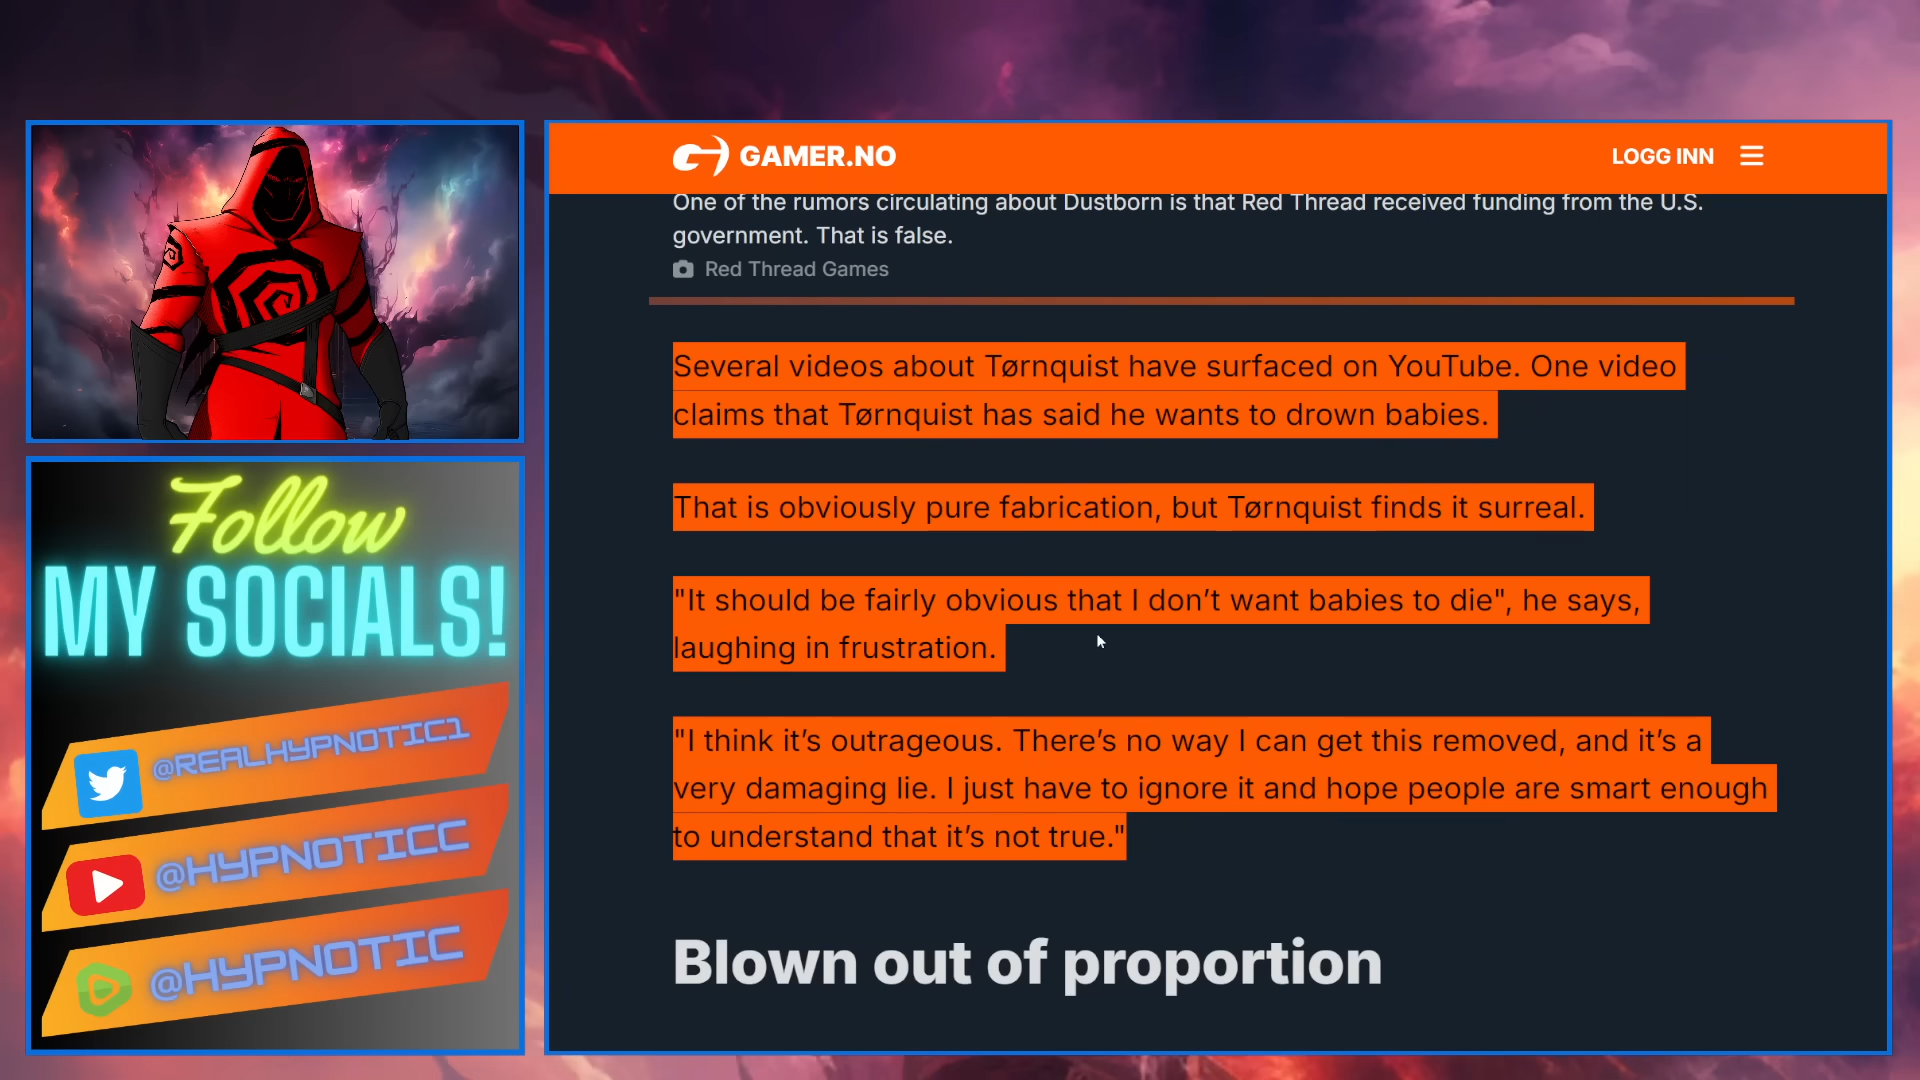 Follow
MY SOCIALS!
@REALHYPNOTIC1
@HYPNOTICC
@HYPNOTIC
GAMER.NO
LOGG INN
One of the rumors circulating about Dustborn is that Red Thread received funding from the U.S.
government. That is false.
Red Thread Games
Several videos about Tørnquist have surfaced on YouTube. One video
claims that Tørnquist has said he wants to drown babies.
That is obviously pure fabrication, but Tørnquist finds it surreal.
"It should be fairly obvious that I don’t want babies to die", he says,
laughing in frustration.
"I think it’s outrageous. There’s no way I can get this removed, and it’s a
very damaging lie. I just have to ignore it and hope people are smart enough
to understand that it’s not true."
Blown out of proportion